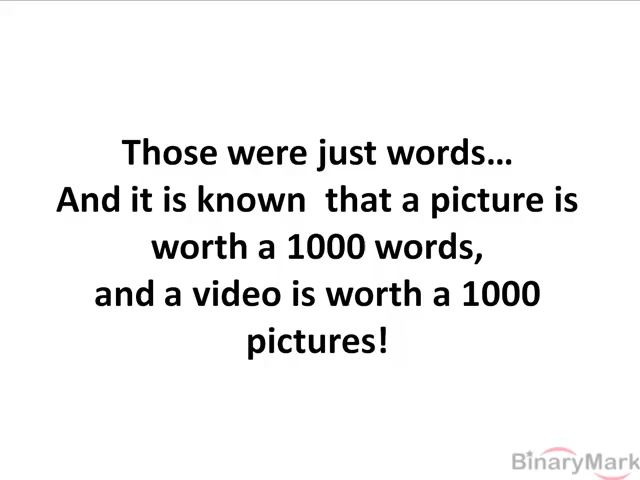 Those were just words…
And it is known  that a picture is
worth a 1000 words,
and a video is worth a 1000
pictures!
BinaryMark